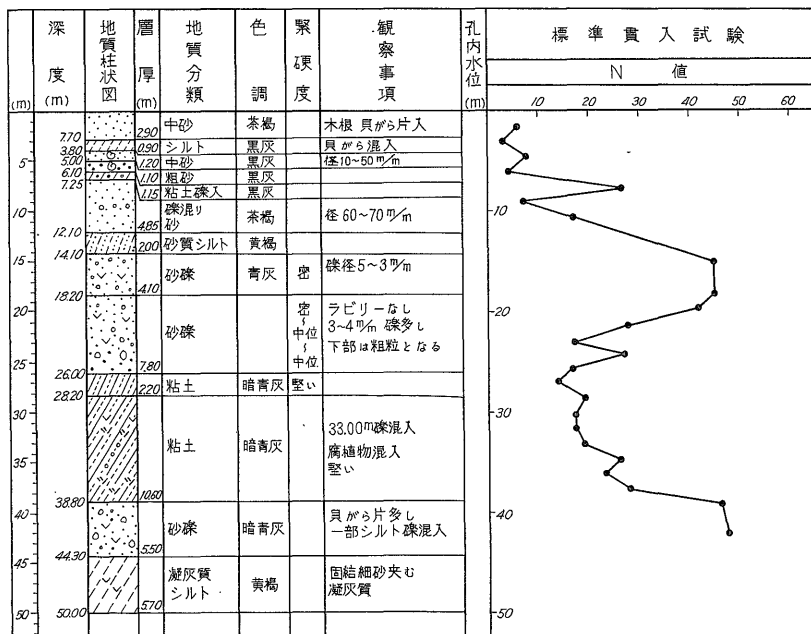 深度(m)
地質柱状図
層厚(m)
地質分類
色調
緊硬度
観察事項
孔内水位(m)
標準貫入試験
N 値
(m)
10 20 30 40 50 60
7.70 2.90 中砂 茶褐 木根 貝がら片入
3.80 0.90 シルト 黒灰 貝がら混入
5 5.00 1.20 中砂 黒灰 径10~50m/m
6.10 1.10 粗砂 黒灰
7.25 1.15 粘土礫入 黒灰
10 12.10 4.85 礫混り砂 茶褐 径60~70m/m
14.10 2.00 砂質シルト 黄褐
15 18.20 4.10 砂礫 青灰 密 礫径5~3m/m
20 25 26.00 7.80 砂礫 密~中位~中位 ラビリーなし
3~4m/m 礫多し
下部は粗粒となる
28.20 2.20 粘土 暗青灰 堅い
30 35 38.80 10.60 粘土 暗青灰 33.00m礫混入
腐植物混入
堅い
40 44.30 5.50 砂礫 暗青灰 貝がら片多し
一部シルト礫混入
45 50 50.00 5.70 凝灰質シルト 黄褐 固結細砂夾む
凝灰質
-10
-20
-30
-40
-50